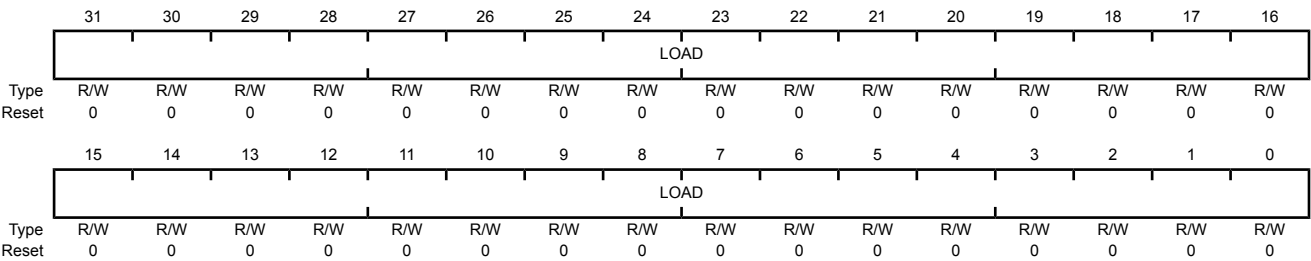 31 30 29 28 27 26 25 24 23 22 21 20 19 18 17 16
LOAD
Type R/W R/W R/W R/W R/W R/W R/W R/W R/W R/W R/W R/W R/W R/W R/W R/W
Reset 0 0 0 0 0 0 0 0 0 0 0 0 0 0 0 0
15 14 13 12 11 10 9 8 7 6 5 4 3 2 1 0
LOAD
Type R/W R/W R/W R/W R/W R/W R/W R/W R/W R/W R/W R/W R/W R/W R/W R/W
Reset 0 0 0 0 0 0 0 0 0 0 0 0 0 0 0 0